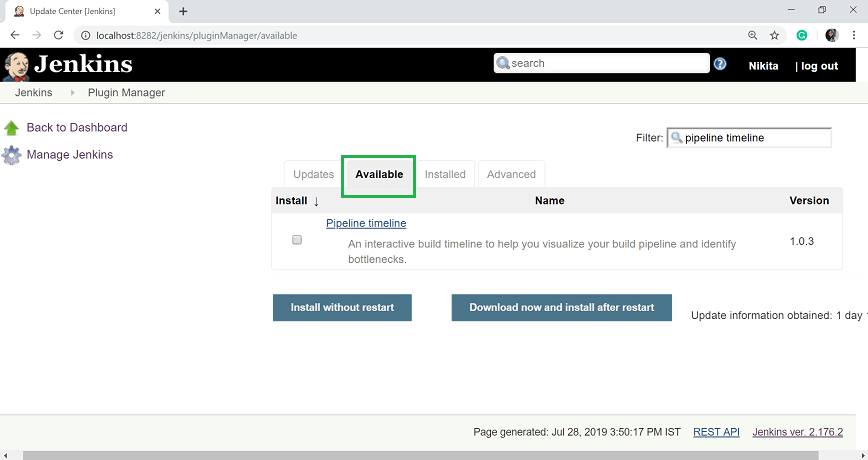 Update Center [Jenkins]
localhost:8282/jenkins/pluginManager/available
Jenkins
search
Nikita
| log out
Jenkins
Plugin Manager
Back to Dashboard
Manage Jenkins
Filter: pipeline timeline
Updates
Available
Installed
Advanced
Install ↓
Name
Version
Pipeline timeline
An interactive build timeline to help you visualize your build pipeline and identify
bottlenecks.
1.0.3
Install without restart
Download now and install after restart
Update information obtained: 1 day
Page generated: Jul 28, 2019 3:50:17 PM IST
REST API
Jenkins ver. 2.176.2